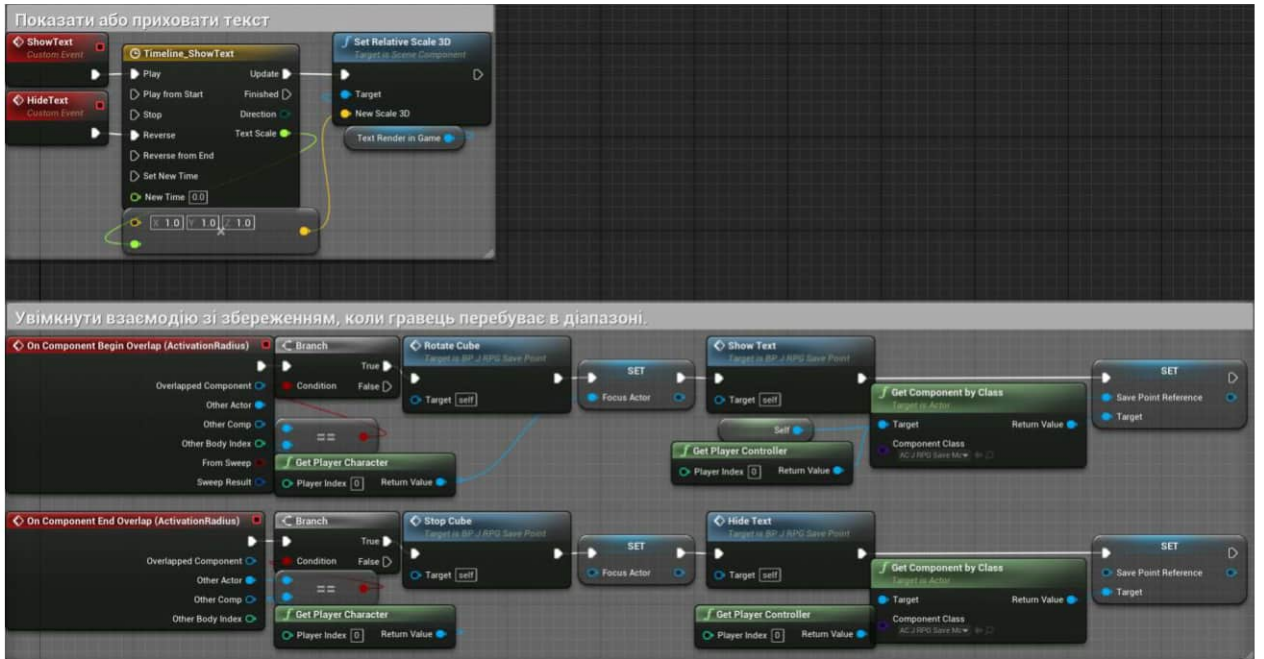 Показати або приховати текст
ShowText
Custom Event
HideText
Custom Event
Timeline_ShowText
Play
Update
Play from Start
Finished
Stop
Direction
Reverse
Text Scale
Reverse from End
Set New Time
New Time 0.0
X 1.0 Y 1.0 Z 1.0
Set Relative Scale 3D
Target is Scene Component
Target
New Scale 3D
Text Render in Game
Увімкнути взаємодію зі збереженням, коли гравець перебуває в діапазоні.
On Component Begin Overlap (ActivationRadius)
Overlapped Component
Other Actor
Other Comp
Other Body Index
From Sweep
Sweep Result
Branch
True
Condition
False
==
Get Player Character
Player Index 0
Return Value
Rotate Cube
Target is BP J RPG Save Point
Target self
SET
Focus Actor
Show Text
Target is BP J RPG Save Point
Target self
Self
Get Player Controller
Player Index 0
Return Value
Get Component by Class
Target is Actor
Target
Return Value
Component Class
AC J RPG Save
SET
Save Point Reference
Target
On Component End Overlap (ActivationRadius)
Overlapped Component
Other Actor
Other Comp
Other Body Index
Branch
True
Condition
False
==
Get Player Character
Player Index 0
Return Value
Stop Cube
Target is BP J RPG Save Point
Target self
SET
Focus Actor
Hide Text
Target is BP J RPG Save Point
Target self
Get Player Controller
Player Index 0
Return Value
Get Component by Class
Target is Actor
Target
Return Value
Component Class
AC J RPG Save
SET
Save Point Reference
Target